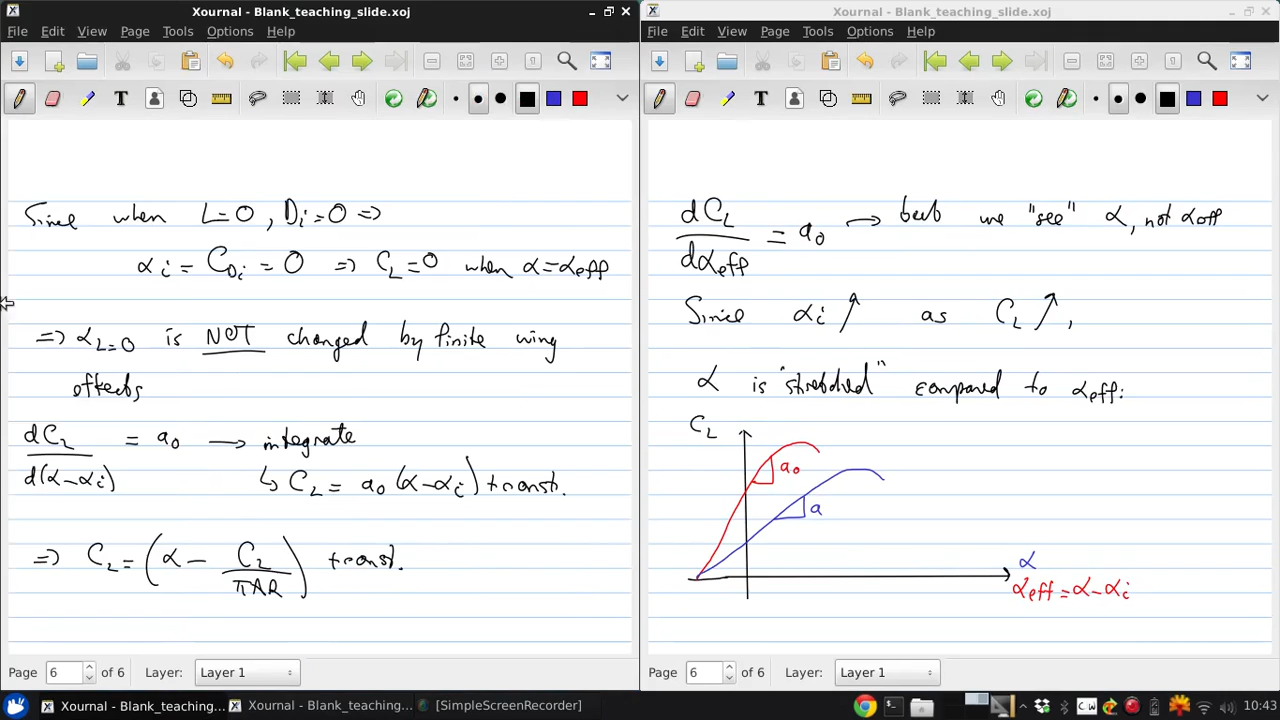 Xournal - Blank_teaching_slide.xoj
File Edit View Page Tools Options Help
Since when L=0, Di=0 ⇒
αi = CDi = 0 ⇒ CL=0 when α=αeff
⇒ αL=0 is NOT changed by finite wing
effects
dCL/d(α-αi) = a0 → integrate
↳ CL = a0(α-αi)+const.
⇒ CL = (α - CL/πAR) + const.
Page 6 of 6 Layer: Layer 1
Xournal - Blank_teaching_slide.xoj
File Edit View Page Tools Options Help
dCL/dαeff = a0 → but we "see" α, not αeff
Since αi ↗ as CL ↗,
α is "stretched" compared to αeff:
CL
a0
a
α
αeff = α-αi
Page 6 of 6 Layer: Layer 1
Xournal - Blank_teaching_... Xournal - Blank_teaching_... [SimpleScreenRecorder] 10:43